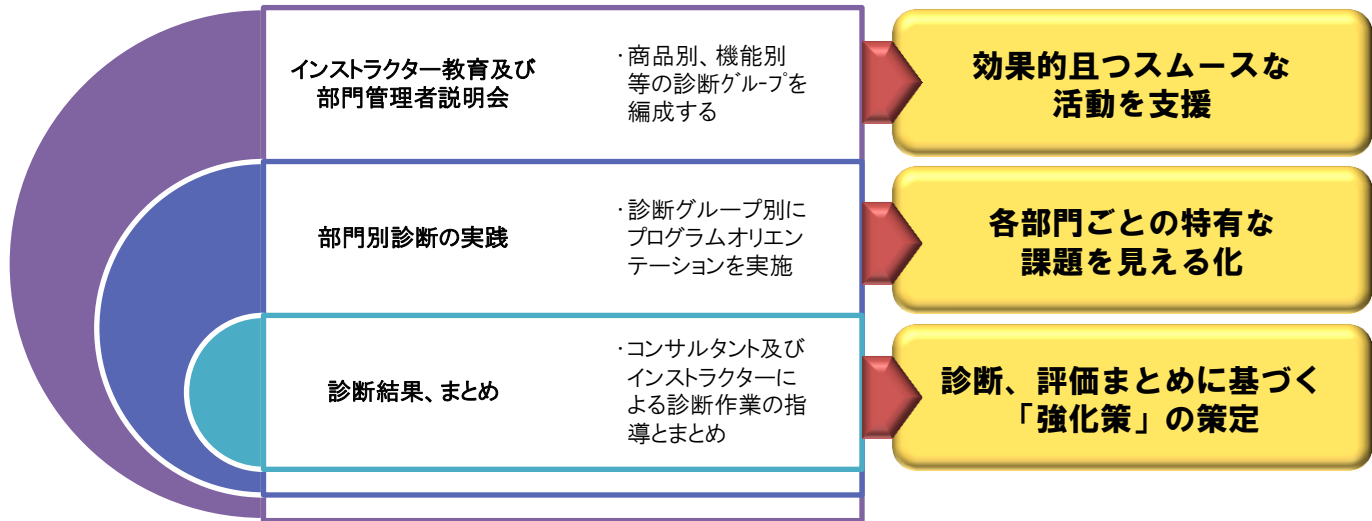 インストラクター教育及び
部門管理者説明会
・商品別、機能別
等の診断グループを
編成する
効果的且つスムースな
活動を支援
部門別診断の実践
・診断グループ別に
プログラムオリエン
テーションを実施
各部門ごとの特有な
課題を見える化
診断結果、まとめ
・コンサルタント及び
インストラクターに
よる診断作業の指
導とまとめ
診断、評価まとめに基づく
「強化策」の策定